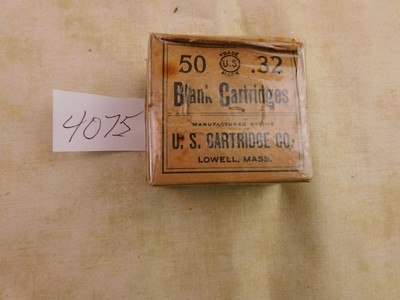 4075
50 TRADE U.S MARK .32
Blank Cartridges
MANUFACTURED BY THE
U. S. CARTRIDGE CO.
LOWELL, MASS.